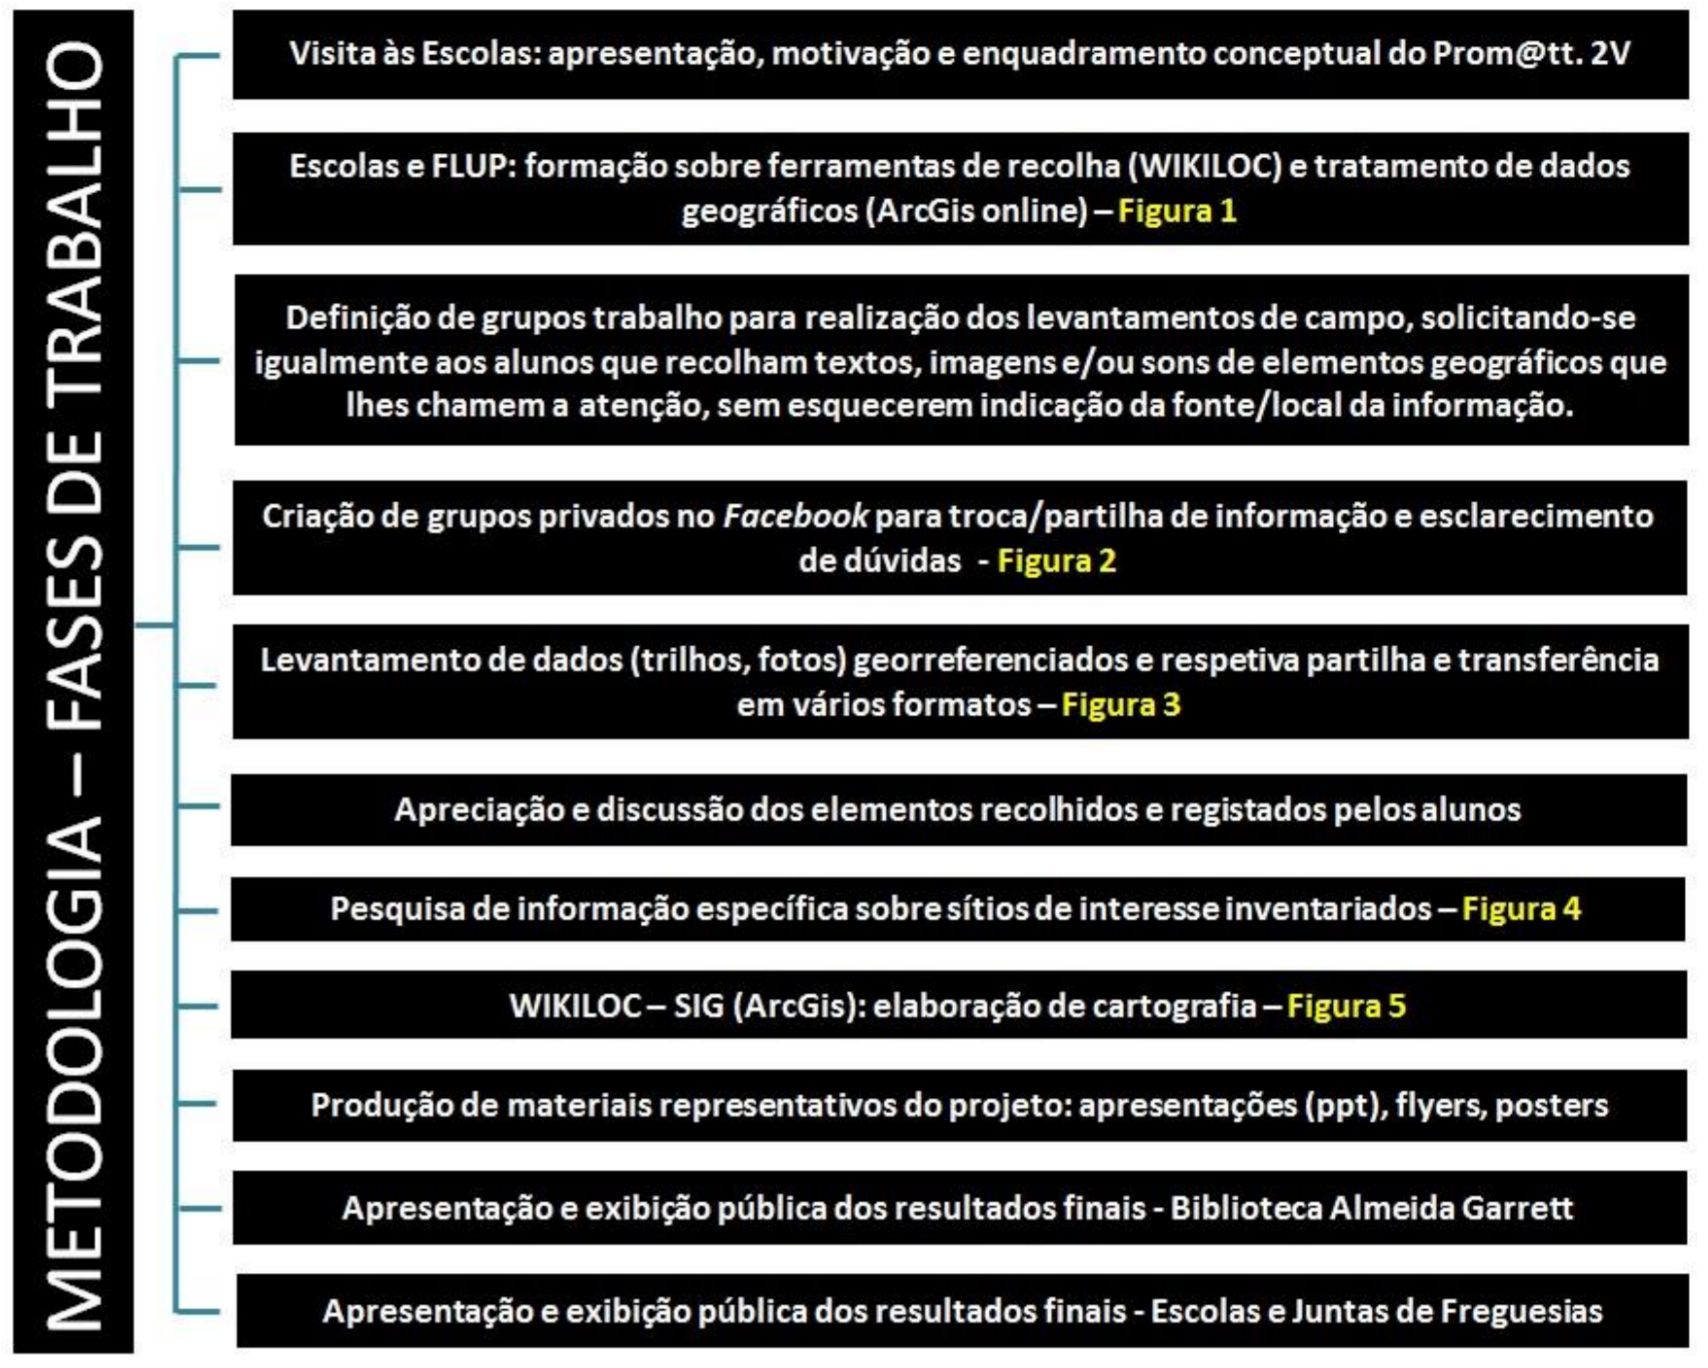 METODOLOGIA – FASES DE TRABALHO
Visita às Escolas: apresentação, motivação e enquadramento conceptual do Prom@tt. 2V
Escolas e FLUP: formação sobre ferramentas de recolha (WIKILOC) e tratamento de dados
geográficos (ArcGis online) – Figura 1
Definição de grupos trabalho para realização dos levantamentos de campo, solicitando-se
igualmente aos alunos que recolham textos, imagens e/ou sons de elementos geográficos que
lhes chamem a atenção, sem esquecerem indicação da fonte/local da informação.
Criação de grupos privados no Facebook para troca/partilha de informação e esclarecimento
de dúvidas - Figura 2
Levantamento de dados (trilhos, fotos) georreferenciados e respetiva partilha e transferência
em vários formatos – Figura 3
Apreciação e discussão dos elementos recolhidos e registados pelos alunos
Pesquisa de informação específica sobre sítios de interesse inventariados – Figura 4
WIKILOC – SIG (ArcGis): elaboração de cartografia – Figura 5
Produção de materiais representativos do projeto: apresentações (ppt), flyers, posters
Apresentação e exibição pública dos resultados finais - Biblioteca Almeida Garrett
Apresentação e exibição pública dos resultados finais - Escolas e Juntas de Freguesias